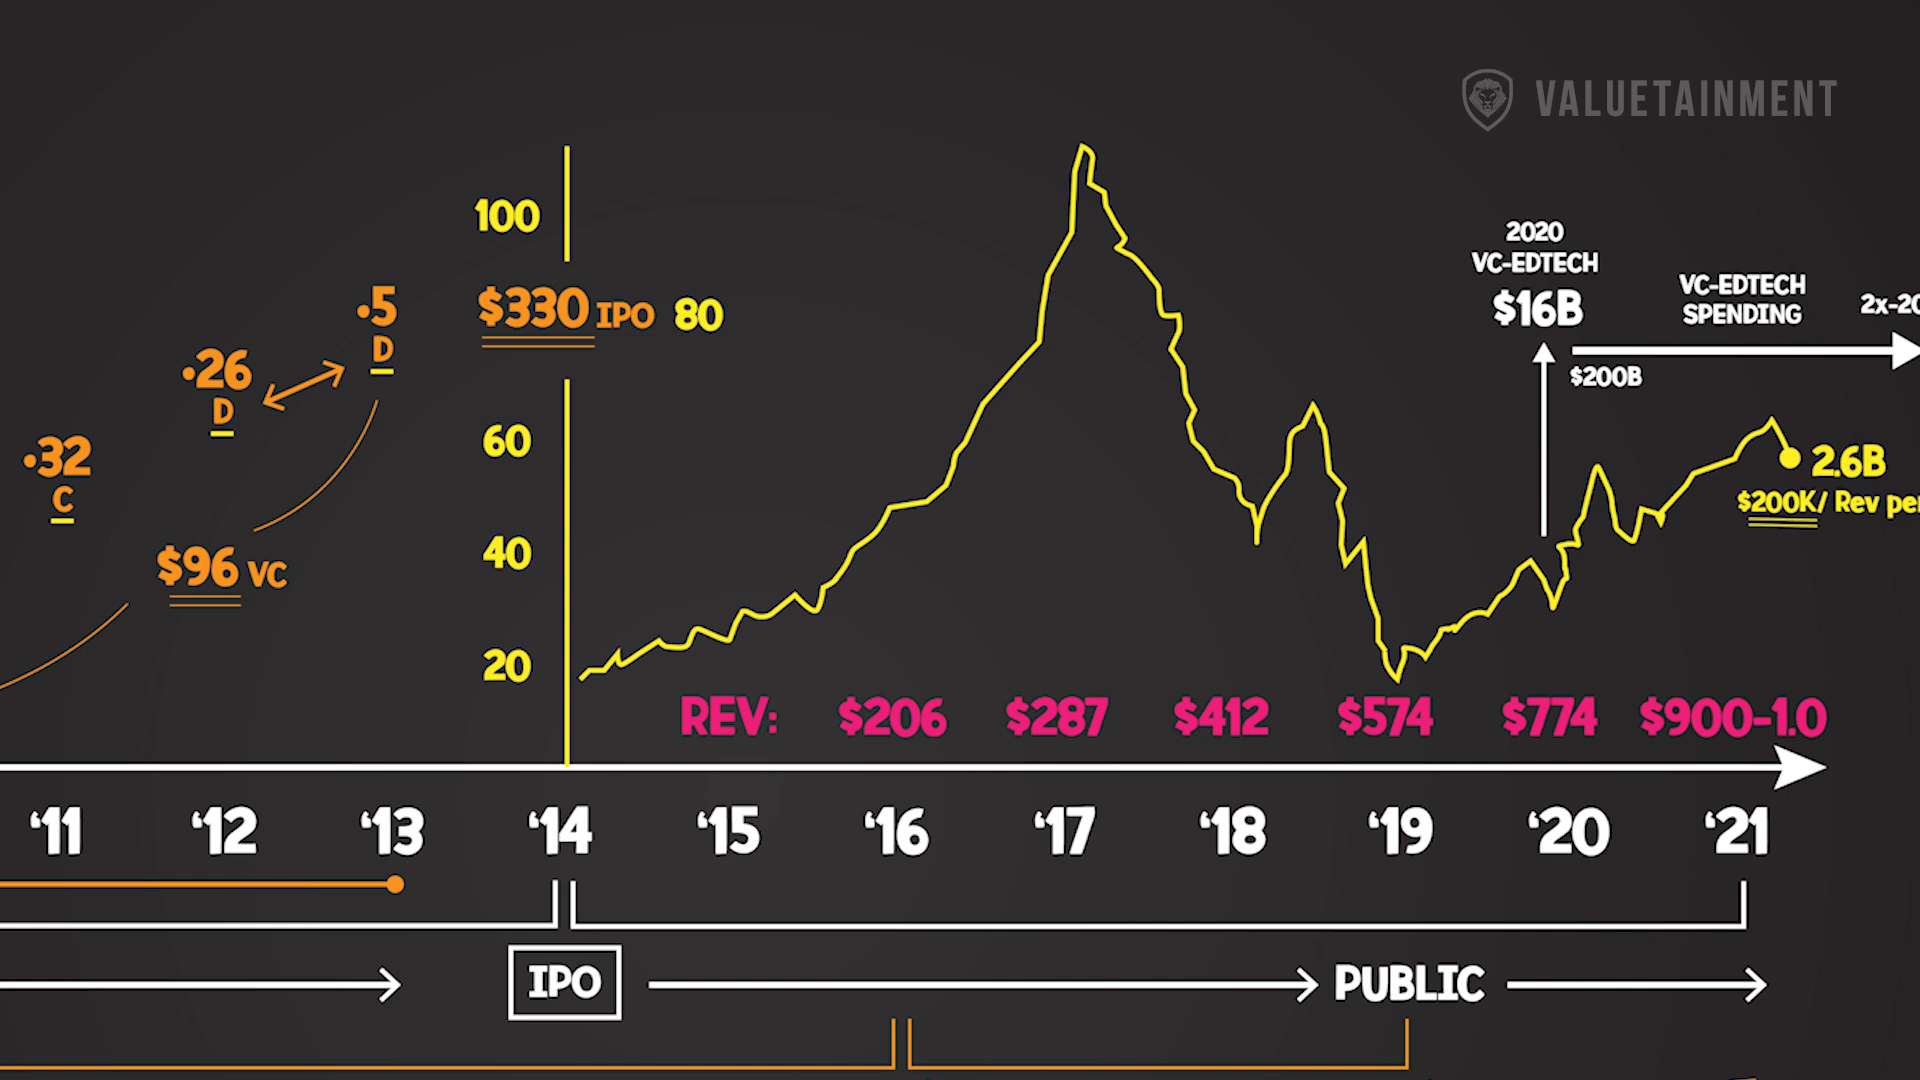 VALUETAINMENT
100
2020
VC-EDTECH
$16B
VC-EDTECH
SPENDING
$200B
.5
D
$330 IPO 80
.26
D
60
.32
C
2.6B
$200K/ Rev
40
$96 VC
20
REV: $206 $287 $412 $574 $774 $900-1.0
‘11 ‘12 ‘13 ‘14 ‘15 ‘16 ‘17 ‘18 ‘19 ‘20 ‘21
IPO PUBLIC